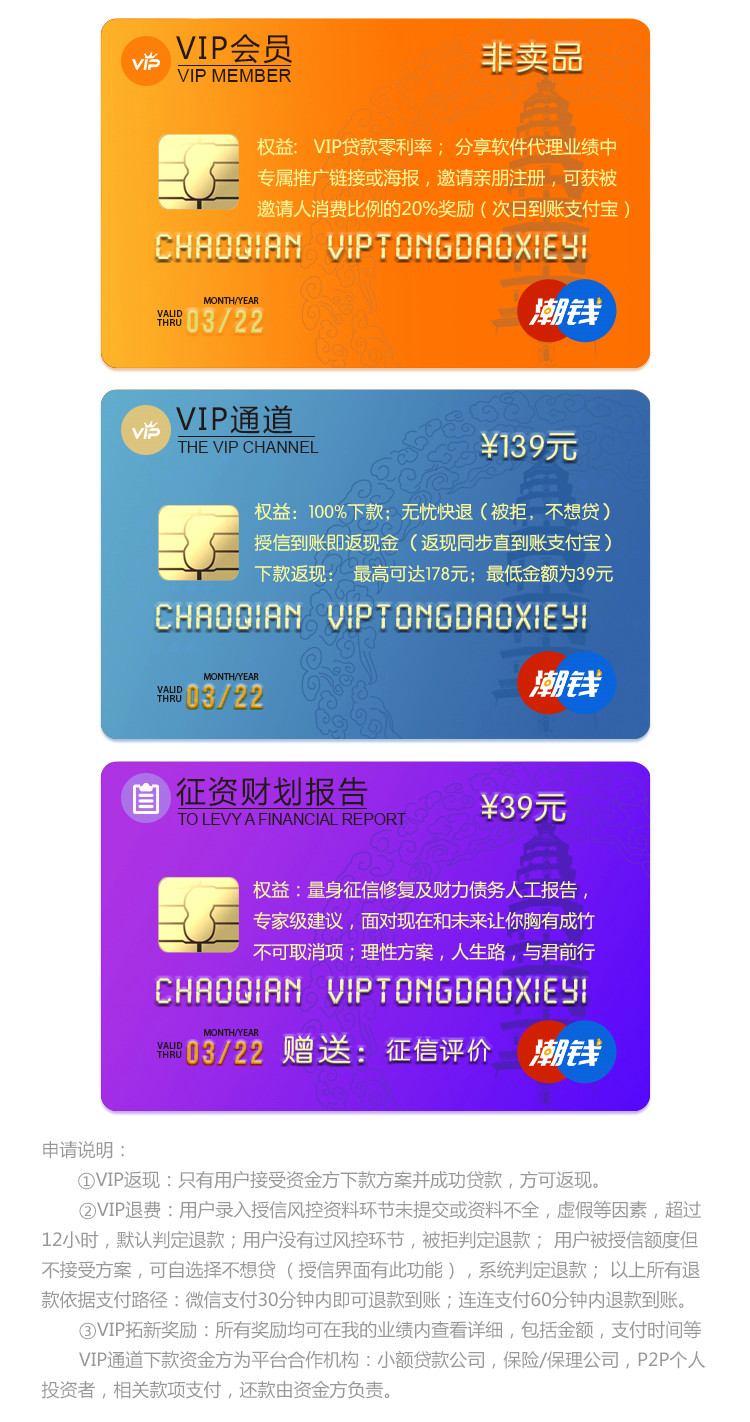 VIP
VIP会员
VIP MEMBER
非卖品
权益: VIP贷款零利率；分享软件代理业绩中
专属推广链接或海报，邀请亲朋注册，可获被
邀请人消费比例的20%奖励（次日到账支付宝）
CHAOQIAN VIPTONGDAOXIEYI
MONTH/YEAR
VALID
THRU 03/22
潮钱
VIP
VIP通道
THE VIP CHANNEL
¥139元
权益：100%下款；无忧快退（被拒，不想贷）
授信到账即返现金（返现同步直到账支付宝）
下款返现： 最高可达178元；最低金额为39元
CHAOQIAN VIPTONGDAOXIEYI
MONTH/YEAR
VALID
THRU 03/22
潮钱
征资财划报告
TO LEVY A FINANCIAL REPORT
¥39元
权益：量身征信修复及财力债务人工报告，
专家级建议，面对现在和未来让你胸有成竹
不可取消项；理性方案，人生路，与君前行
CHAOQIAN VIPTONGDAOXIEYI
MONTH/YEAR
VALID
THRU 03/22 赠送：征信评价
潮钱
申请说明：
①VIP返现：只有用户接受资金方下款方案并成功贷款，方可返现。
②VIP退费：用户录入授信风控资料环节未提交或资料不全，虚假等因素，超过
12小时，默认判定退款；用户没有过风控环节，被拒判定退款； 用户被授信额度但
不接受方案，可自选择不想贷 （ 授信界面有此功能 ），系统判定退款； 以上所有退
款依据支付路径：微信支付30分钟内即可退款到账；连连支付60分钟内退款到账。
③VIP拓新奖励：所有奖励均可在我的业绩内查看详细，包括金额，支付时间等
VIP通道下款资金方为平台合作机构：小额贷款公司，保险/保理公司，P2P个人
投资者，相关款项支付，还款由资金方负责。